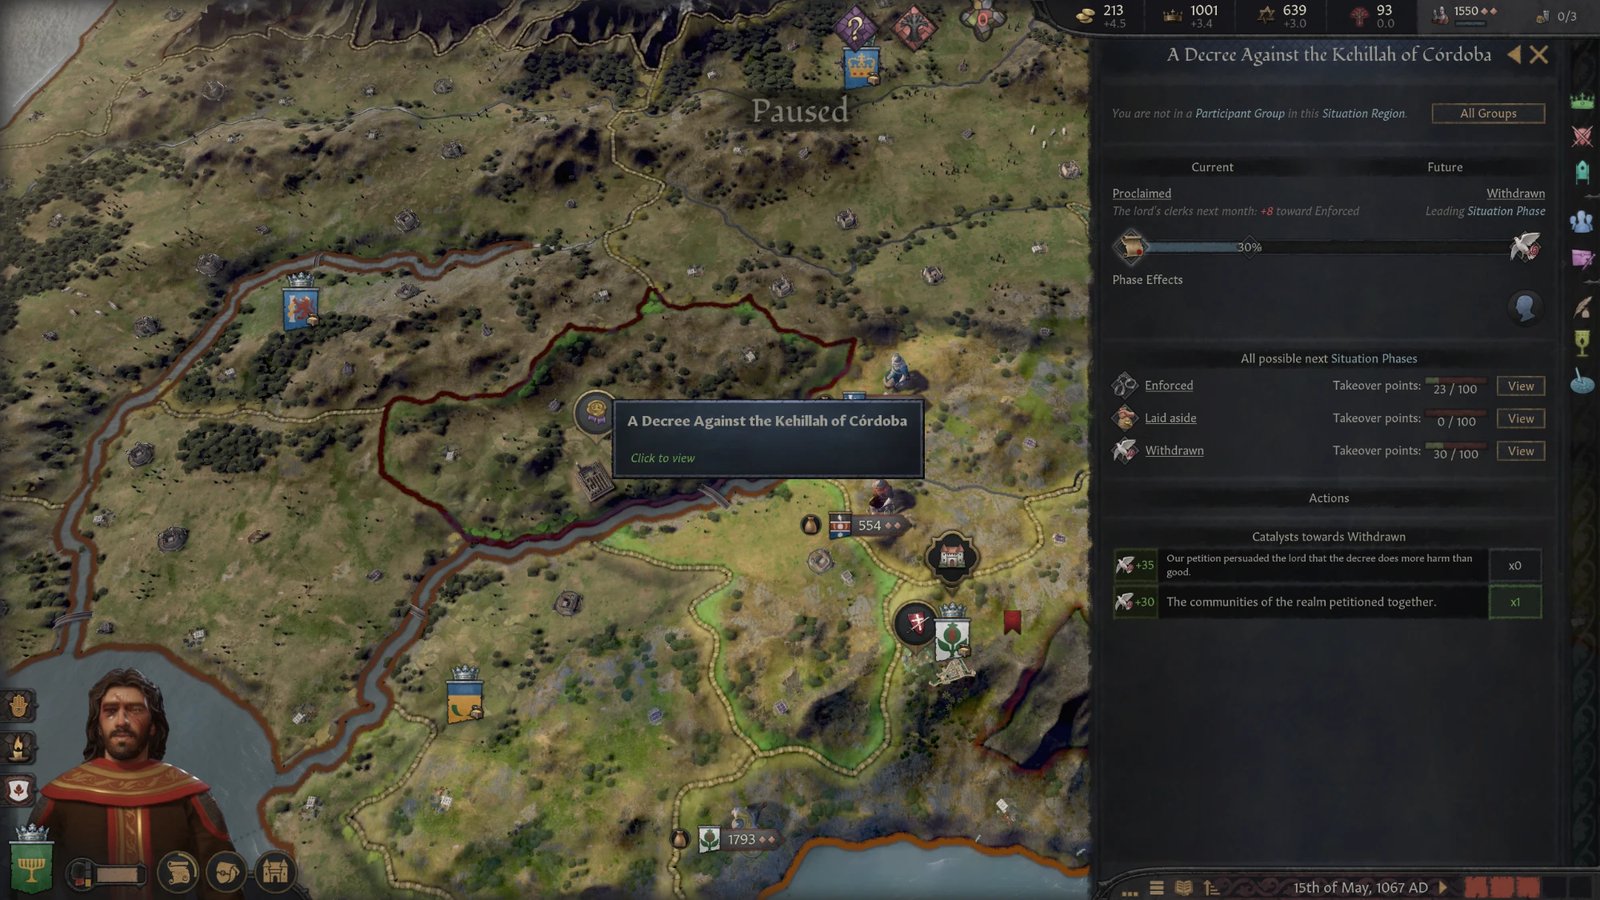 213
+4.5
1001
+3.4
639
+3.0
93
0.0
1550
0/3
Paused
A Decree Against the Kehillah of Córdoba
You are not in a Participant Group in this Situation Region.
All Groups
Current
Future
Proclaimed
Withdrawn
The lord's clerks next month: +8 toward Enforced
Leading Situation Phase
30%
Phase Effects
All possible next Situation Phases
Enforced
Takeover points:
23 / 100
View
Laid aside
Takeover points:
0 / 100
View
Withdrawn
Takeover points:
30 / 100
View
Actions
Catalysts towards Withdrawn
+35
Our petition persuaded the lord that the decree does more harm than
good.
x0
+30
The communities of the realm petitioned together.
x1
A Decree Against the Kehillah of Córdoba
Click to view
554
1793
15th of May, 1067 AD